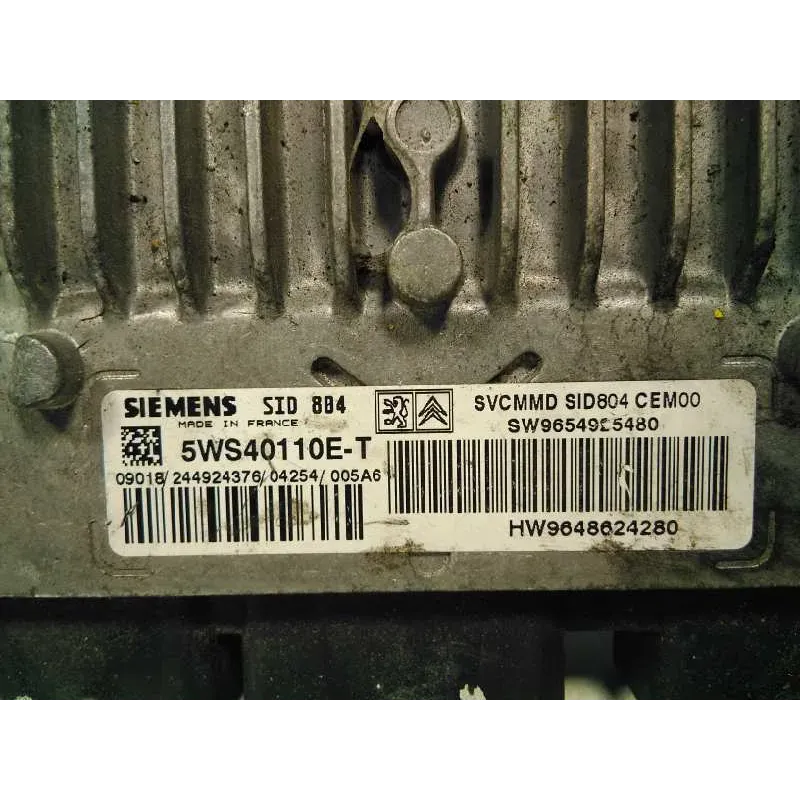 SIEMENS SID 804
MADE IN FRANCE
5WS40110E-T
09018/244924376/04254/005A6
SVCMMD SID804 CEM00
HW9648624280